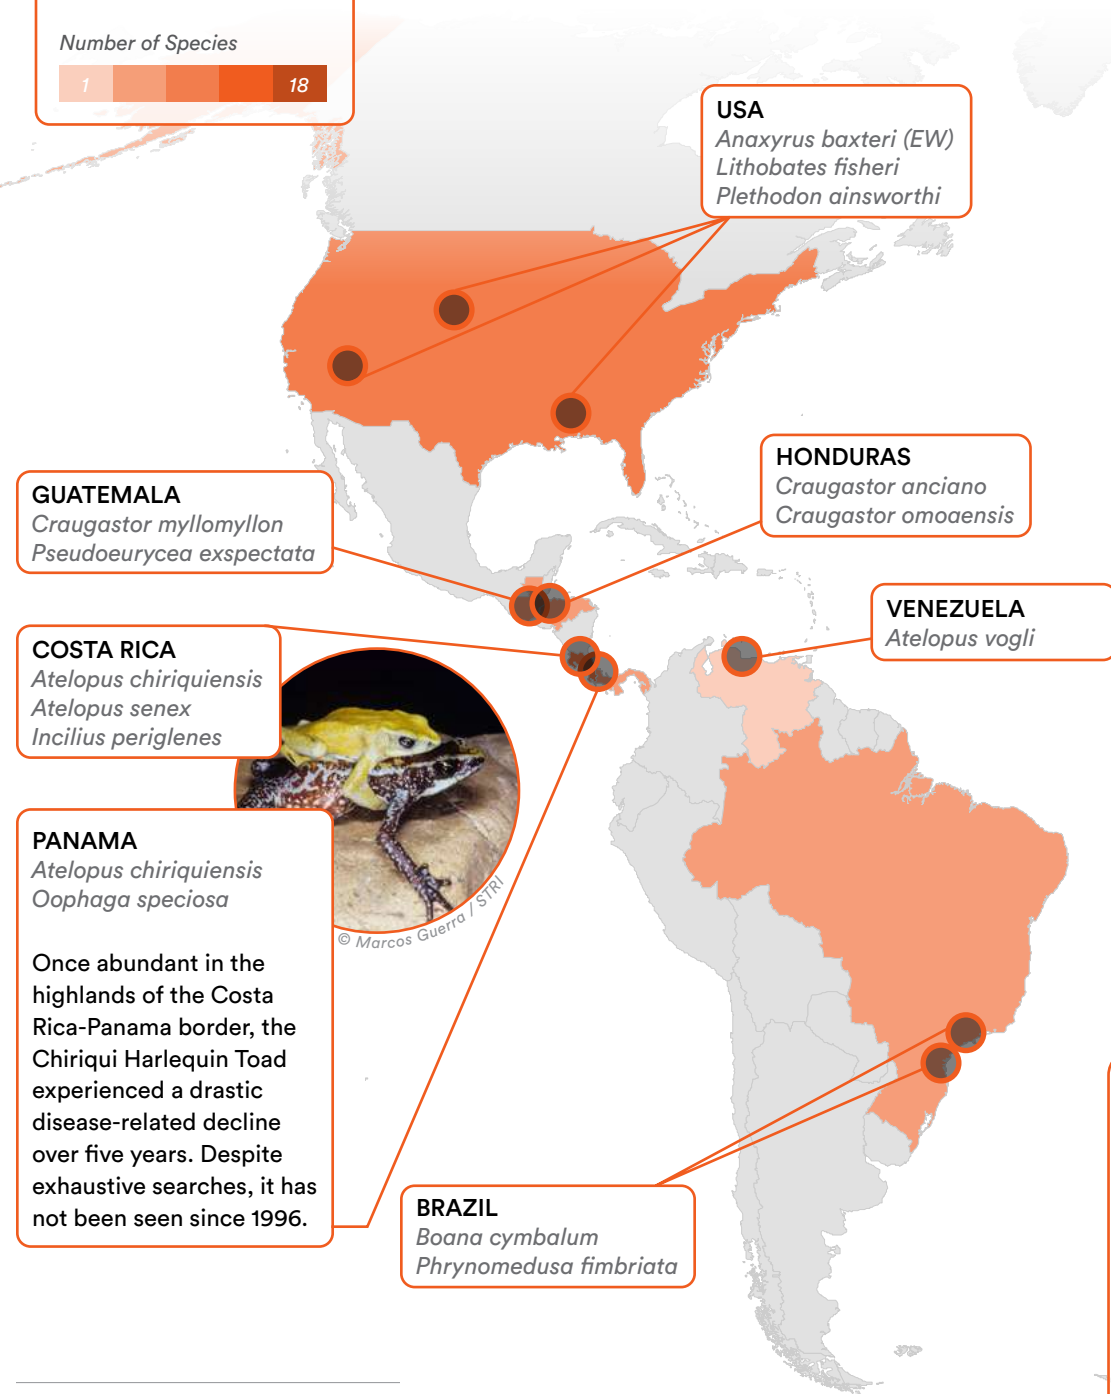 Number of Species
1
18
USA
Anaxyrus baxteri (EW)
Lithobates fisheri
Plethodon ainsworthi
HONDURAS
Craugastor anciano
Craugastor omoaensis
GUATEMALA
Craugastor myllomyllon
Pseudoeurycea exspectata
VENEZUELA
Atelopus vogli
COSTA RICA
Atelopus chiriquiensis
Atelopus senex
Incilius periglenes
PANAMA
Atelopus chiriquiensis
Oophaga speciosa
Once abundant in the
highlands of the Costa
Rica-Panama border, the
Chiriqui Harlequin Toad
experienced a drastic
disease-related decline
over five years. Despite
exhaustive searches, it has
not been seen since 1996.
© Marcos Guerra / STRI
BRAZIL
Boana cymbalum
Phrynomedusa fimbriata